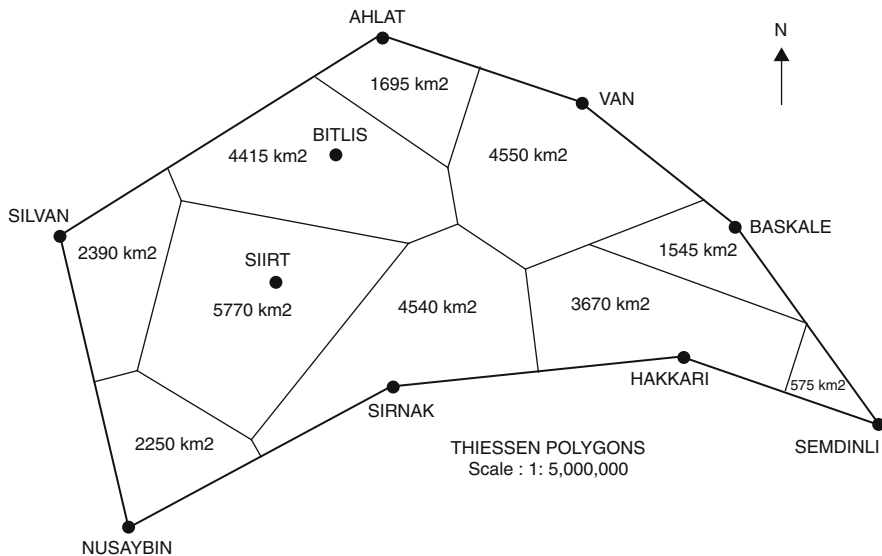 AHLAT
N
1695 km2
VAN
BITLIS
4415 km2
4550 km2
SILVAN
BASKALE
2390 km2
1545 km2
SIIRT
5770 km2
4540 km2
3670 km2
HAKKARI
575 km2
SIRNAK
2250 km2
THIESSEN POLYGONS
SEMDINLI
Scale : 1: 5,000,000
NUSAYBIN